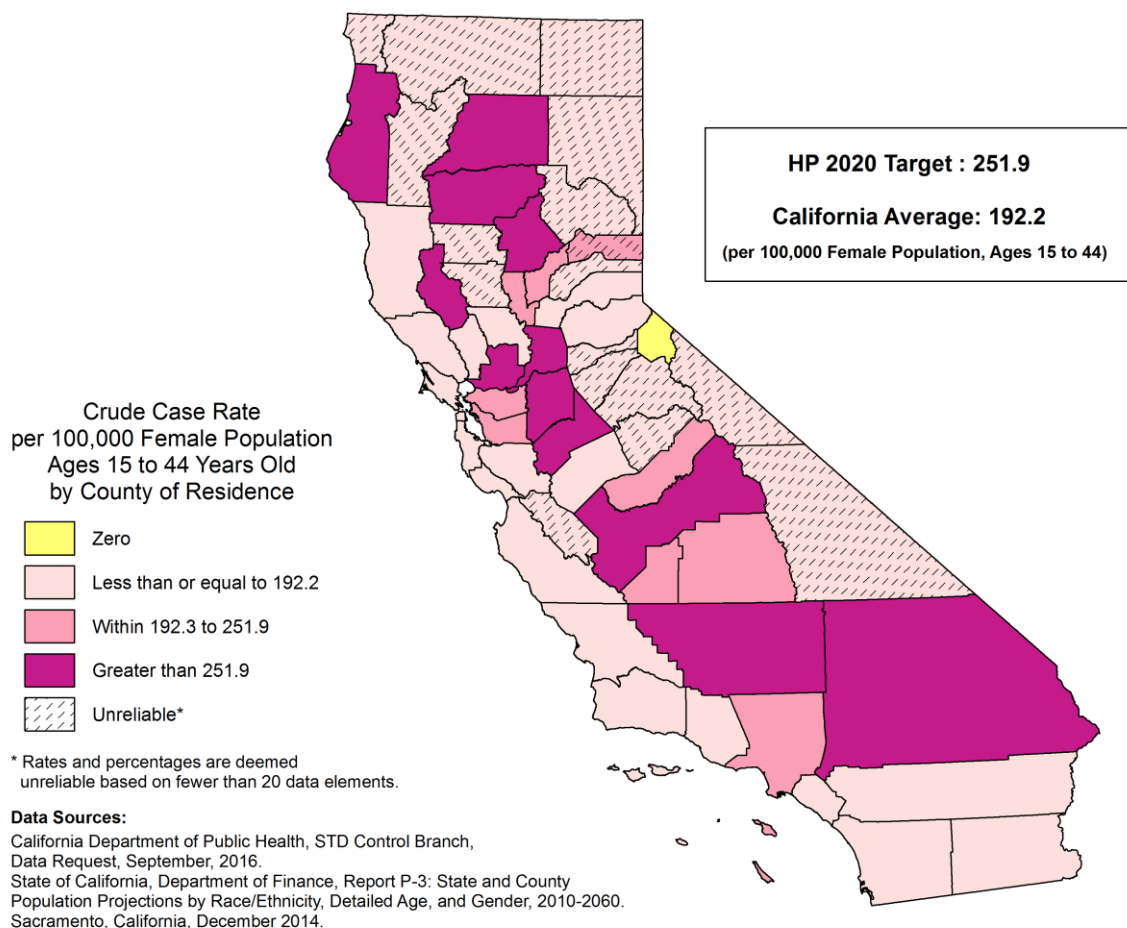 HP 2020 Target : 251.9
California Average: 192.2
(per 100,000 Female Population, Ages 15 to 44)
Crude Case Rate
per 100,000 Female Population
Ages 15 to 44 Years Old
by County of Residence
Zero
Less than or equal to 192.2
Within 192.3 to 251.9
Greater than 251.9
Unreliable*
* Rates and percentages are deemed
unreliable based on fewer than 20 data elements.
Data Sources:
California Department of Public Health, STD Control Branch,
Data Request, September, 2016.
State of California, Department of Finance, Report P-3: State and County
Population Projections by Race/Ethnicity, Detailed Age, and Gender, 2010-2060.
Sacramento, California, December 2014.